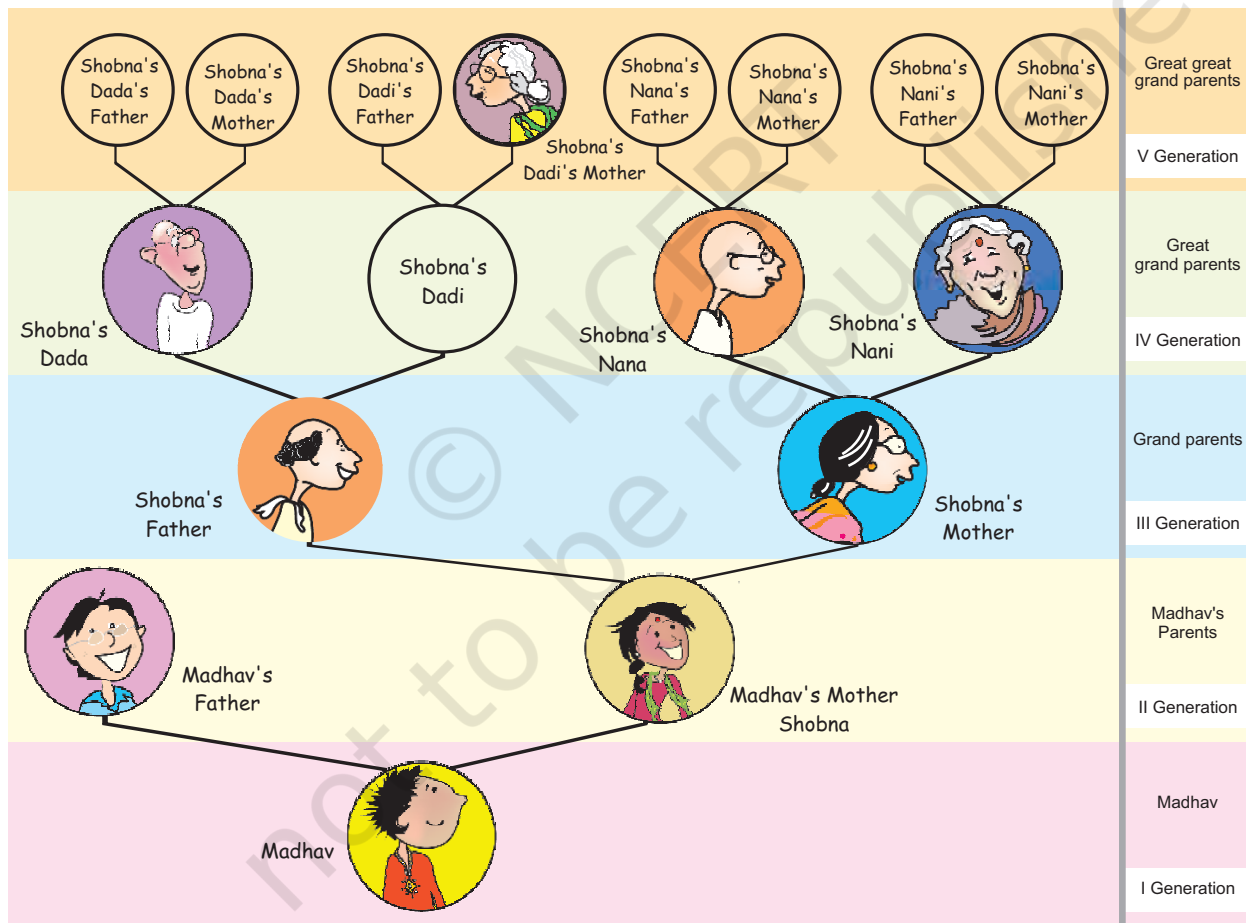 Shobna's
Dada's
Father
Shobna's
Dada's
Mother
Shobna's
Dadi's
Father
Shobna's
Dadi's Mother
Shobna's
Nana's
Father
Shobna's
Nana's
Mother
Shobna's
Nani's
Father
Shobna's
Nani's
Mother
Great great
grand parents
V Generation
Shobna's
Dada
Shobna's
Dadi
Shobna's
Nana
Shobna's
Nani
Great
grand parents
IV Generation
Shobna's
Father
Shobna's
Mother
Grand parents
III Generation
Madhav's
Father
Madhav's Mother
Shobna
Madhav's
Parents
II Generation
Madhav
Madhav
I Generation
© NCERT
not to be republishe